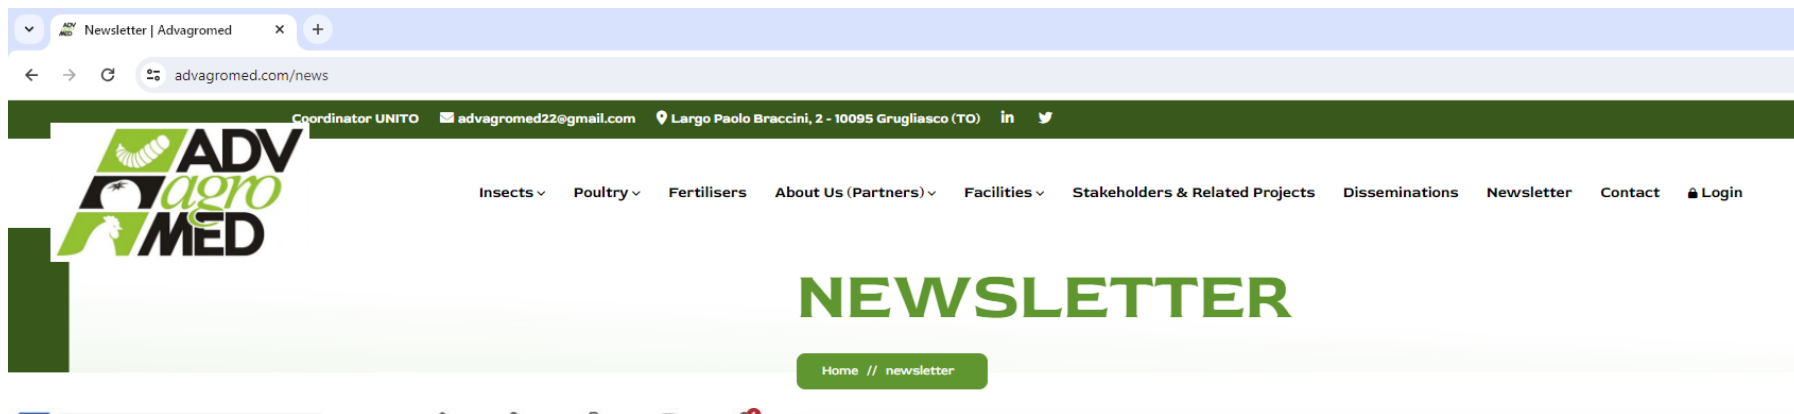 Newsletter | Advagromed
advagromed.com/news
Coordinator UNITO advagromed22@gmail.com Largo Paolo Braccini, 2 - 10095 Grugliasco (TO) in
ADV
agro
MED
Insects Poultry Fertilisers About Us (Partners) Facilities Stakeholders & Related Projects Disseminations Newsletter Contact Login
NEWSLETTER
Home // newsletter